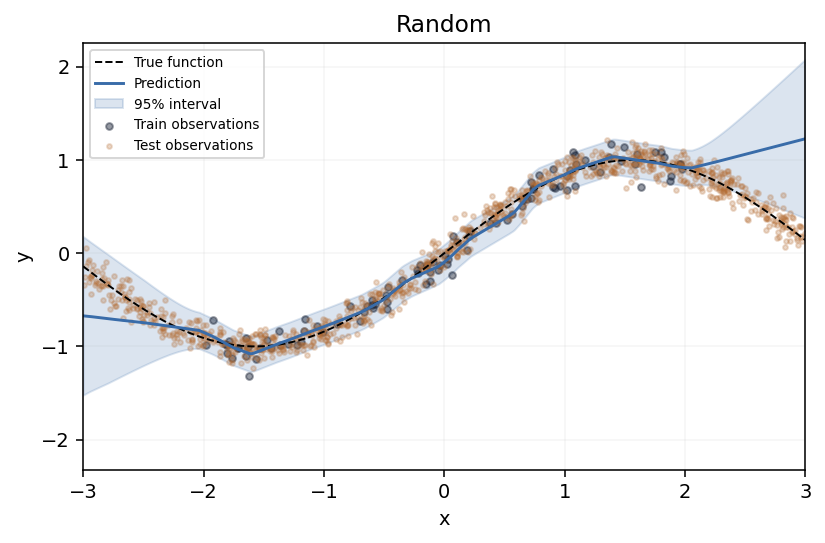 Random
True function
Prediction
95% interval
Train observations
Test observations
2
1
0
−1
−2
y
−3
−2
−1
0
1
2
3
x